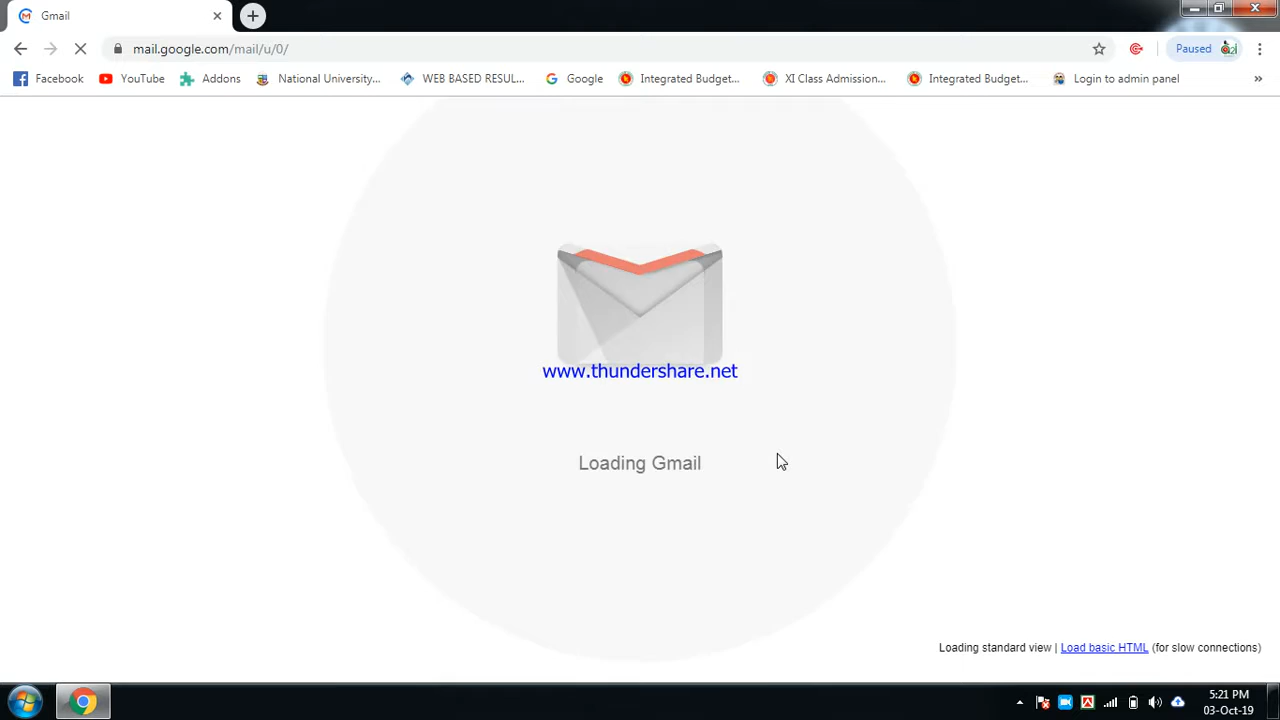 Gmail
mail.google.com/mail/u/0/
Paused
Facebook
YouTube
Addons
National University...
WEB BASED RESUL...
Google
Integrated Budget...
XI Class Admission...
Integrated Budget...
Login to admin panel
www.thundershare.net
Loading Gmail
Loading standard view | Load basic HTML (for slow connections)
5:21 PM
03-Oct-19